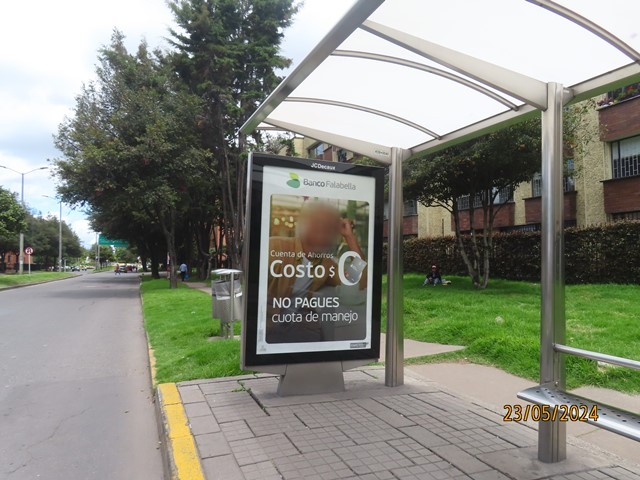 JCDecaux
Banco Falabella
Cuenta de Ahorros
Costo $0
NO PAGUES
cuota de manejo
23/05/2024